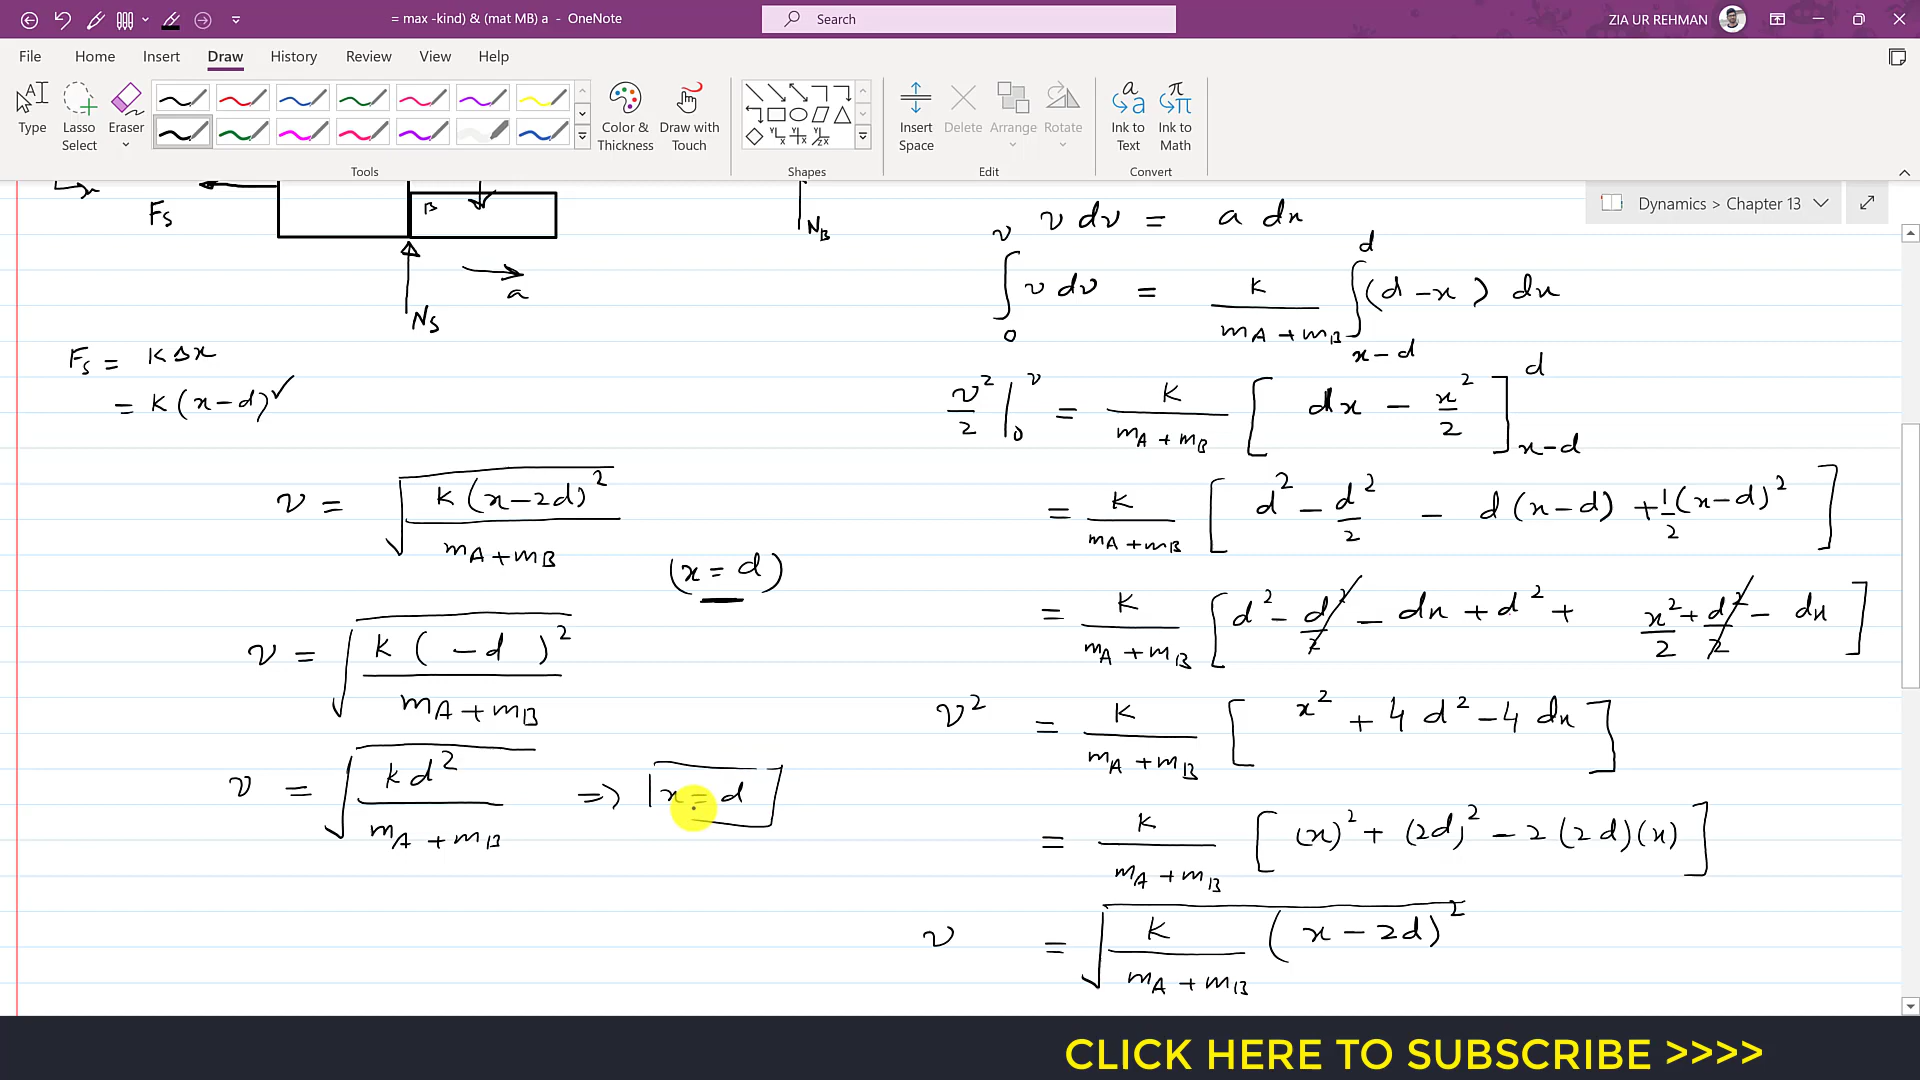 = max -kind) & (mat MB) a - OneNote
Search
ZIA UR REHMAN
File Home Insert Draw History Review View Help
Type
Lasso Select
Eraser
Color & Thickness
Draw with Touch
Insert Space
Delete
Arrange
Rotate
Ink to Text
Ink to Math
Tools
Shapes
Edit
Convert
Dynamics > Chapter 13
x
Fs
B
a
Ns
NB
Fs = K Δx
= K (x-d) ✓
v = √(K (x-2d)² / mA+mB)
(x = d)
v = √(K ( -d )² / mA+mB)
v = √(Kd² / mA+mB) => x = d
v dv = a dx
∫₀^v v dv = K / mA+mB ∫_{x-d}^{d} (d-x) dx
v²/2 |₀^v = K / mA+mB [ dx - x²/2 ]_{x-d}^{d}
= K / mA+mB [ d² - d²/2 - d(x-d) + 1/2 (x-d)² ]
= K / mA+mB [ d² - d²/2 - dx + d² + x²/2 + d²/2 - dx ]
v² = K / mA+mB [ x² + 4d² - 4dx ]
= K / mA+mB [ (x)² + (2d)² - 2(2d)(x) ]
v = √(K / mA+mB (x-2d)²)
CLICK HERE TO SUBSCRIBE >>>>